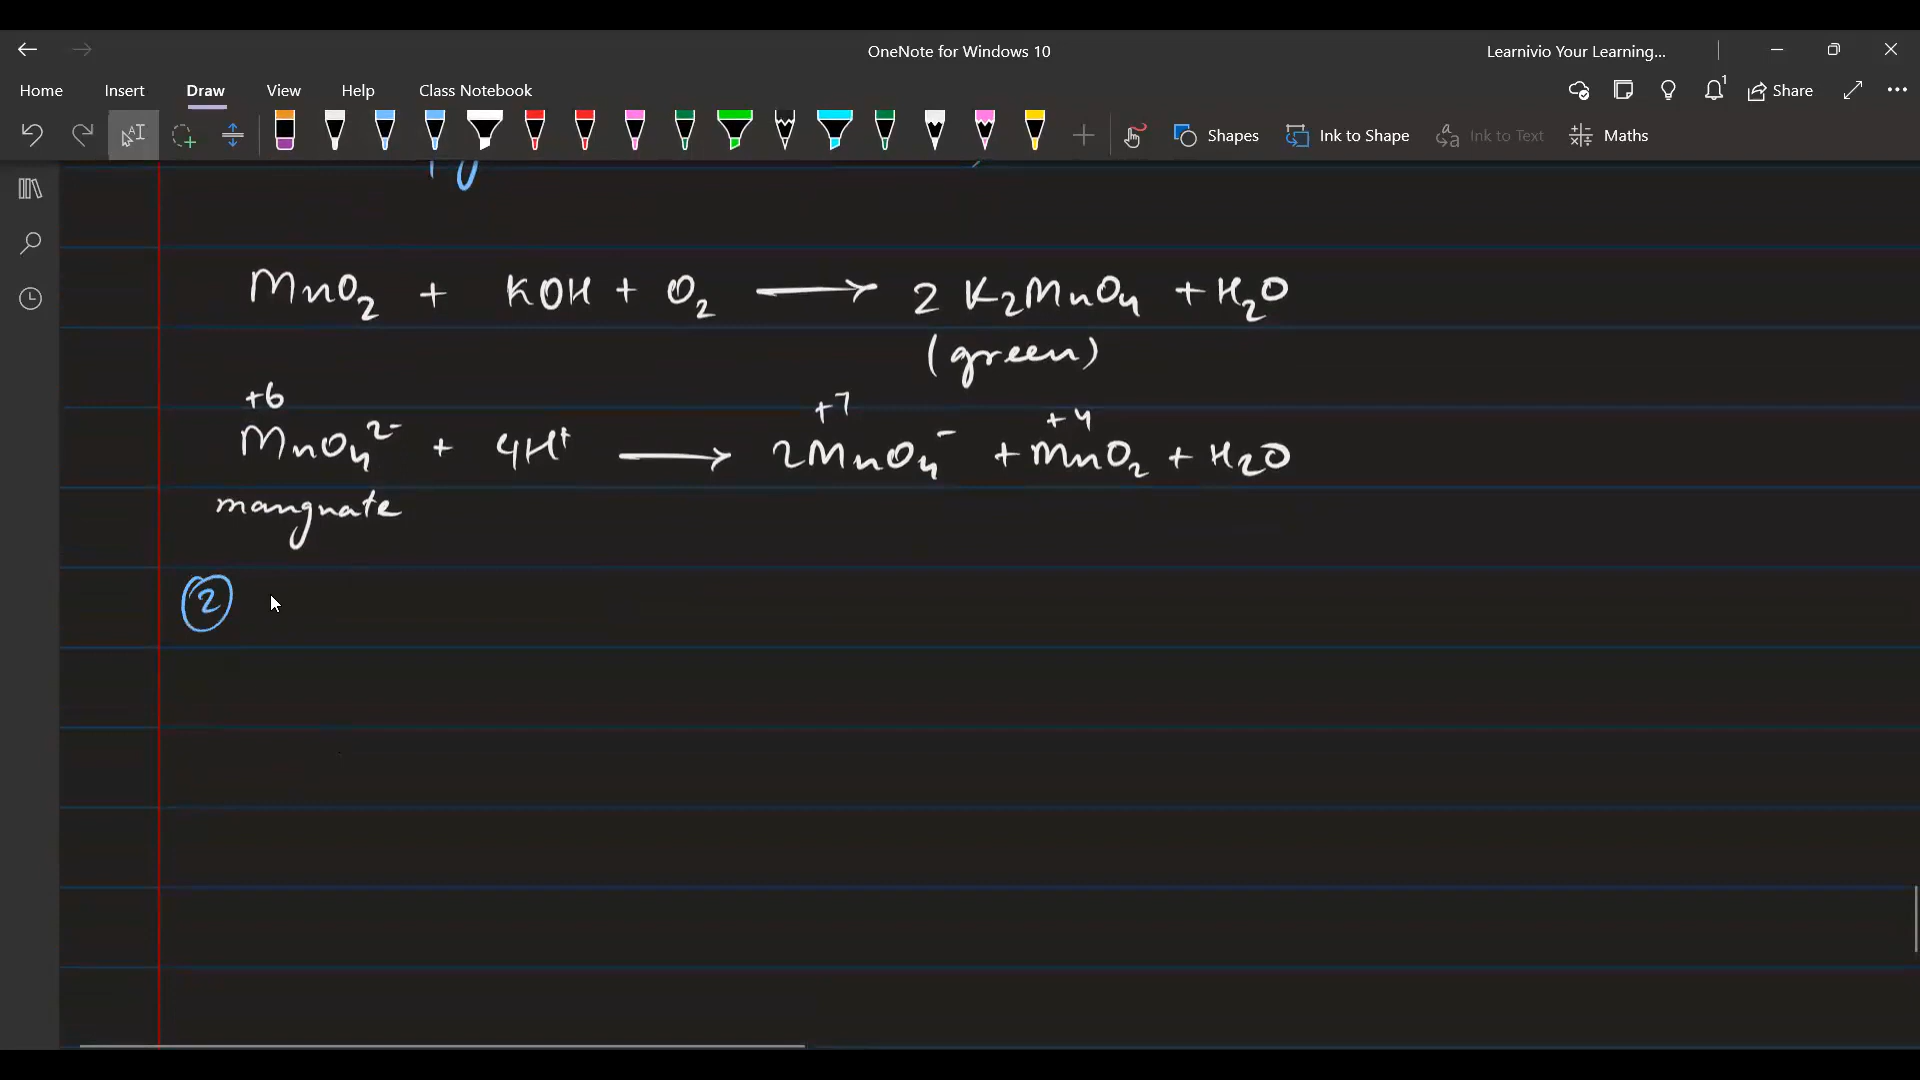 OneNote for Windows 10
Learnivio Your Learning...
Home Insert Draw View Help Class Notebook
1 Share
Shapes Ink to Shape Ink to Text Maths
MnO₂ + KOH + O₂ ⟶ 2 K₂MnO₄ + H₂O
(green)
+6 +7 +4
MnO₄²⁻ + 4H⁺ ⟶ 2MnO₄⁻ + MnO₂ + H₂O
mangnate
②